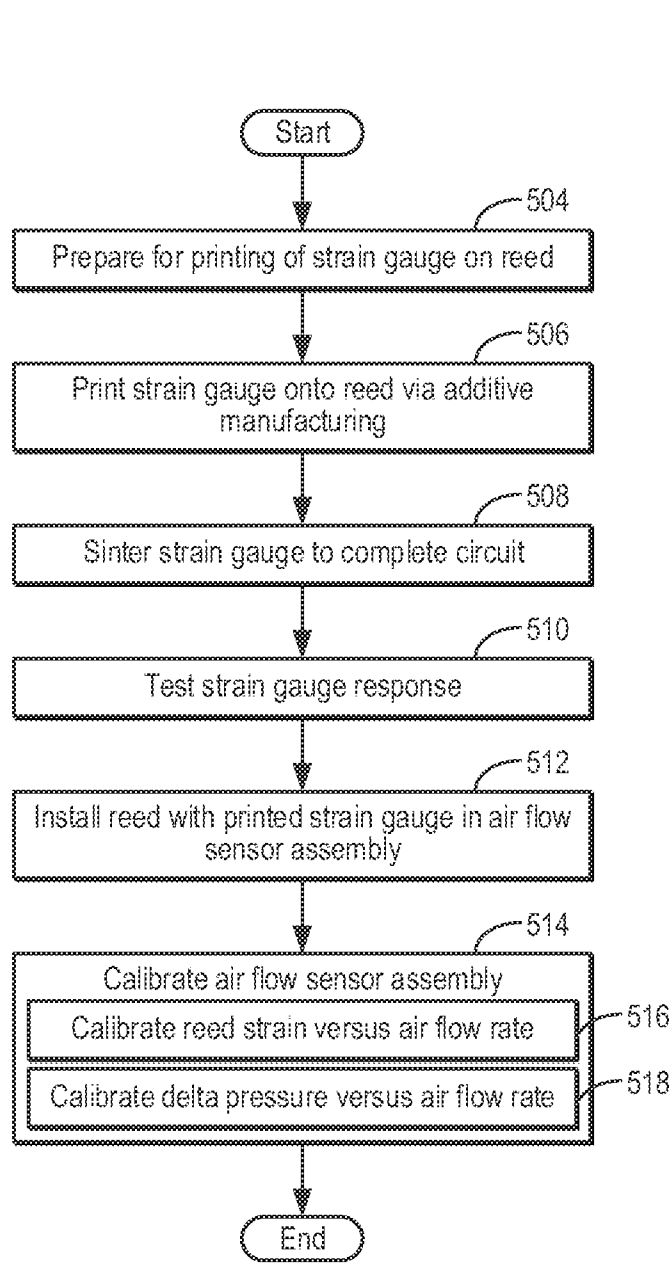 Start
504
Prepare for printing of strain gauge on reed
506
Print strain gauge onto reed via additive
manufacturing
508
Sinter strain gauge to complete circuit
510
Test strain gauge response
512
Install reed with printed strain gauge in air flow
sensor assembly
514
Calibrate air flow sensor assembly
Calibrate reed strain versus air flow rate
516
Calibrate delta pressure versus air flow rate
518
End